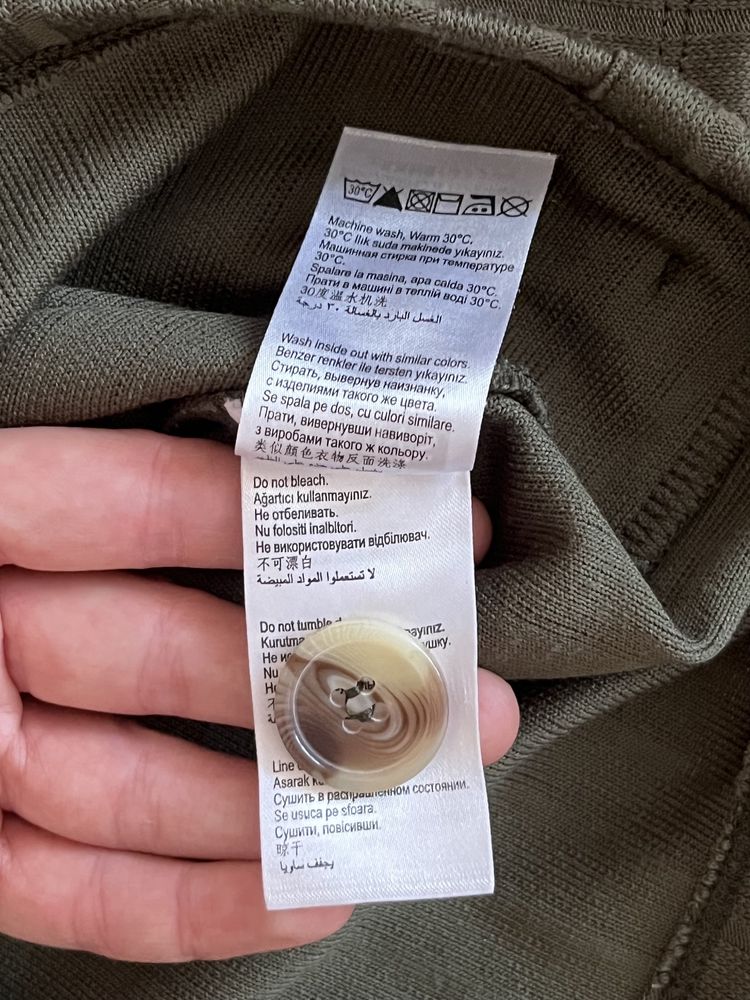 30°C
Machine wash, Warm 30°C.
30°C Ilık suda makinede yıkayınız.
Машинная стирка при температуре
30°C.
Spalare la masina, apa calda 30°C.
Прати в машині в теплій воді 30°C.
30度溫水机洗
الغسل البارد بالغسالة ٣٠ درجة
Wash inside out with similar colors.
Benzer renkler ile tersten yıkayınız.
Стирать, вывернув наизнанку,
с изделиями такого же цвета.
Se spala pe dos, cu culori similare.
Прати, вивернувши навиворіт,
з виробами такого ж кольору.
类似顏色衣物反面洗涤
Do not bleach.
Ağartıcı kullanmayınız.
Не отбеливать.
Nu folositi inalbitori.
Не використовувати відбілювач.
不可漂白
لا تستعملوا المواد المبيضة
Do not tumble
Line
Asarak
Сушить в расправленном состоянии.
Se usuca pe sfoara.
Сушити, повісивши.
晾干
يجفف ساويا